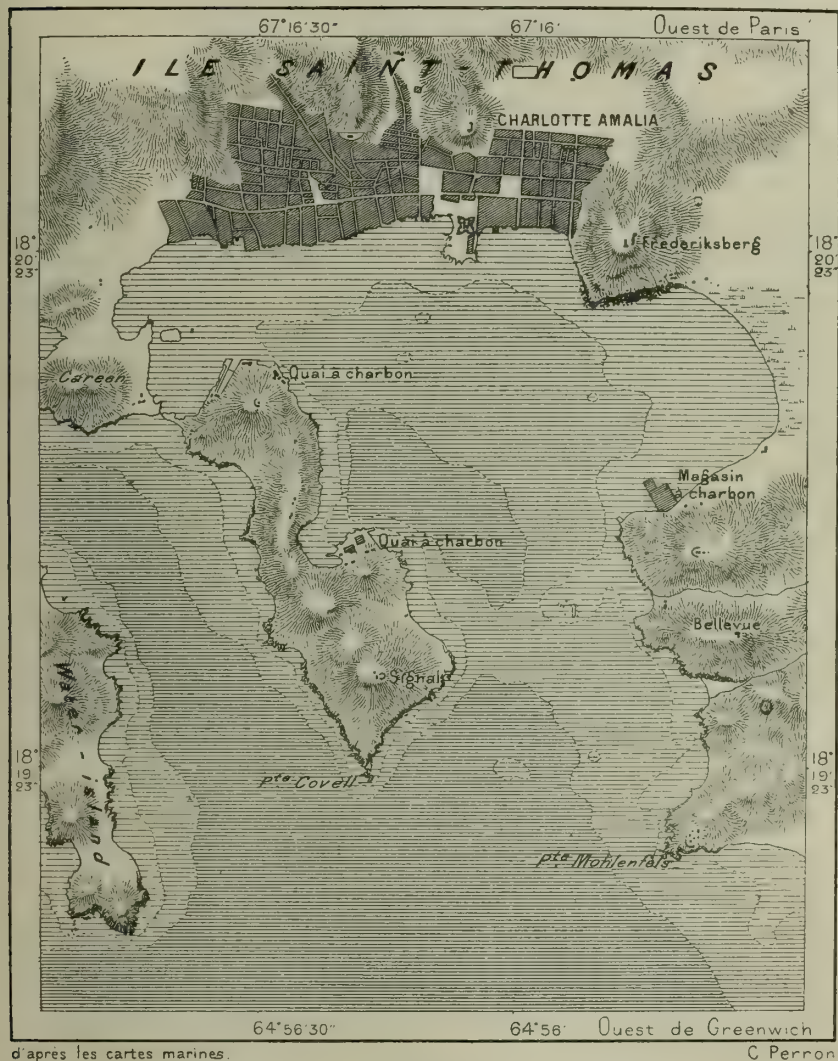 67°16'30" 67°16' Ouest de Paris
ILE SAINT-THOMAS
CHARLOTTE AMALIA
18° 18°
20' 20'
23" 23"
Frederiksberg
Careen
Quai à charbon
Magasin
à charbon
Quai à charbon
Bellevue
Signal
Water-island
18° 18°
19' 19'
23" 23"
pte Covell
pte Mohlenfels
64°56'30" 64°56' Ouest de Greenwich
d'après les cartes marines. C. Perron